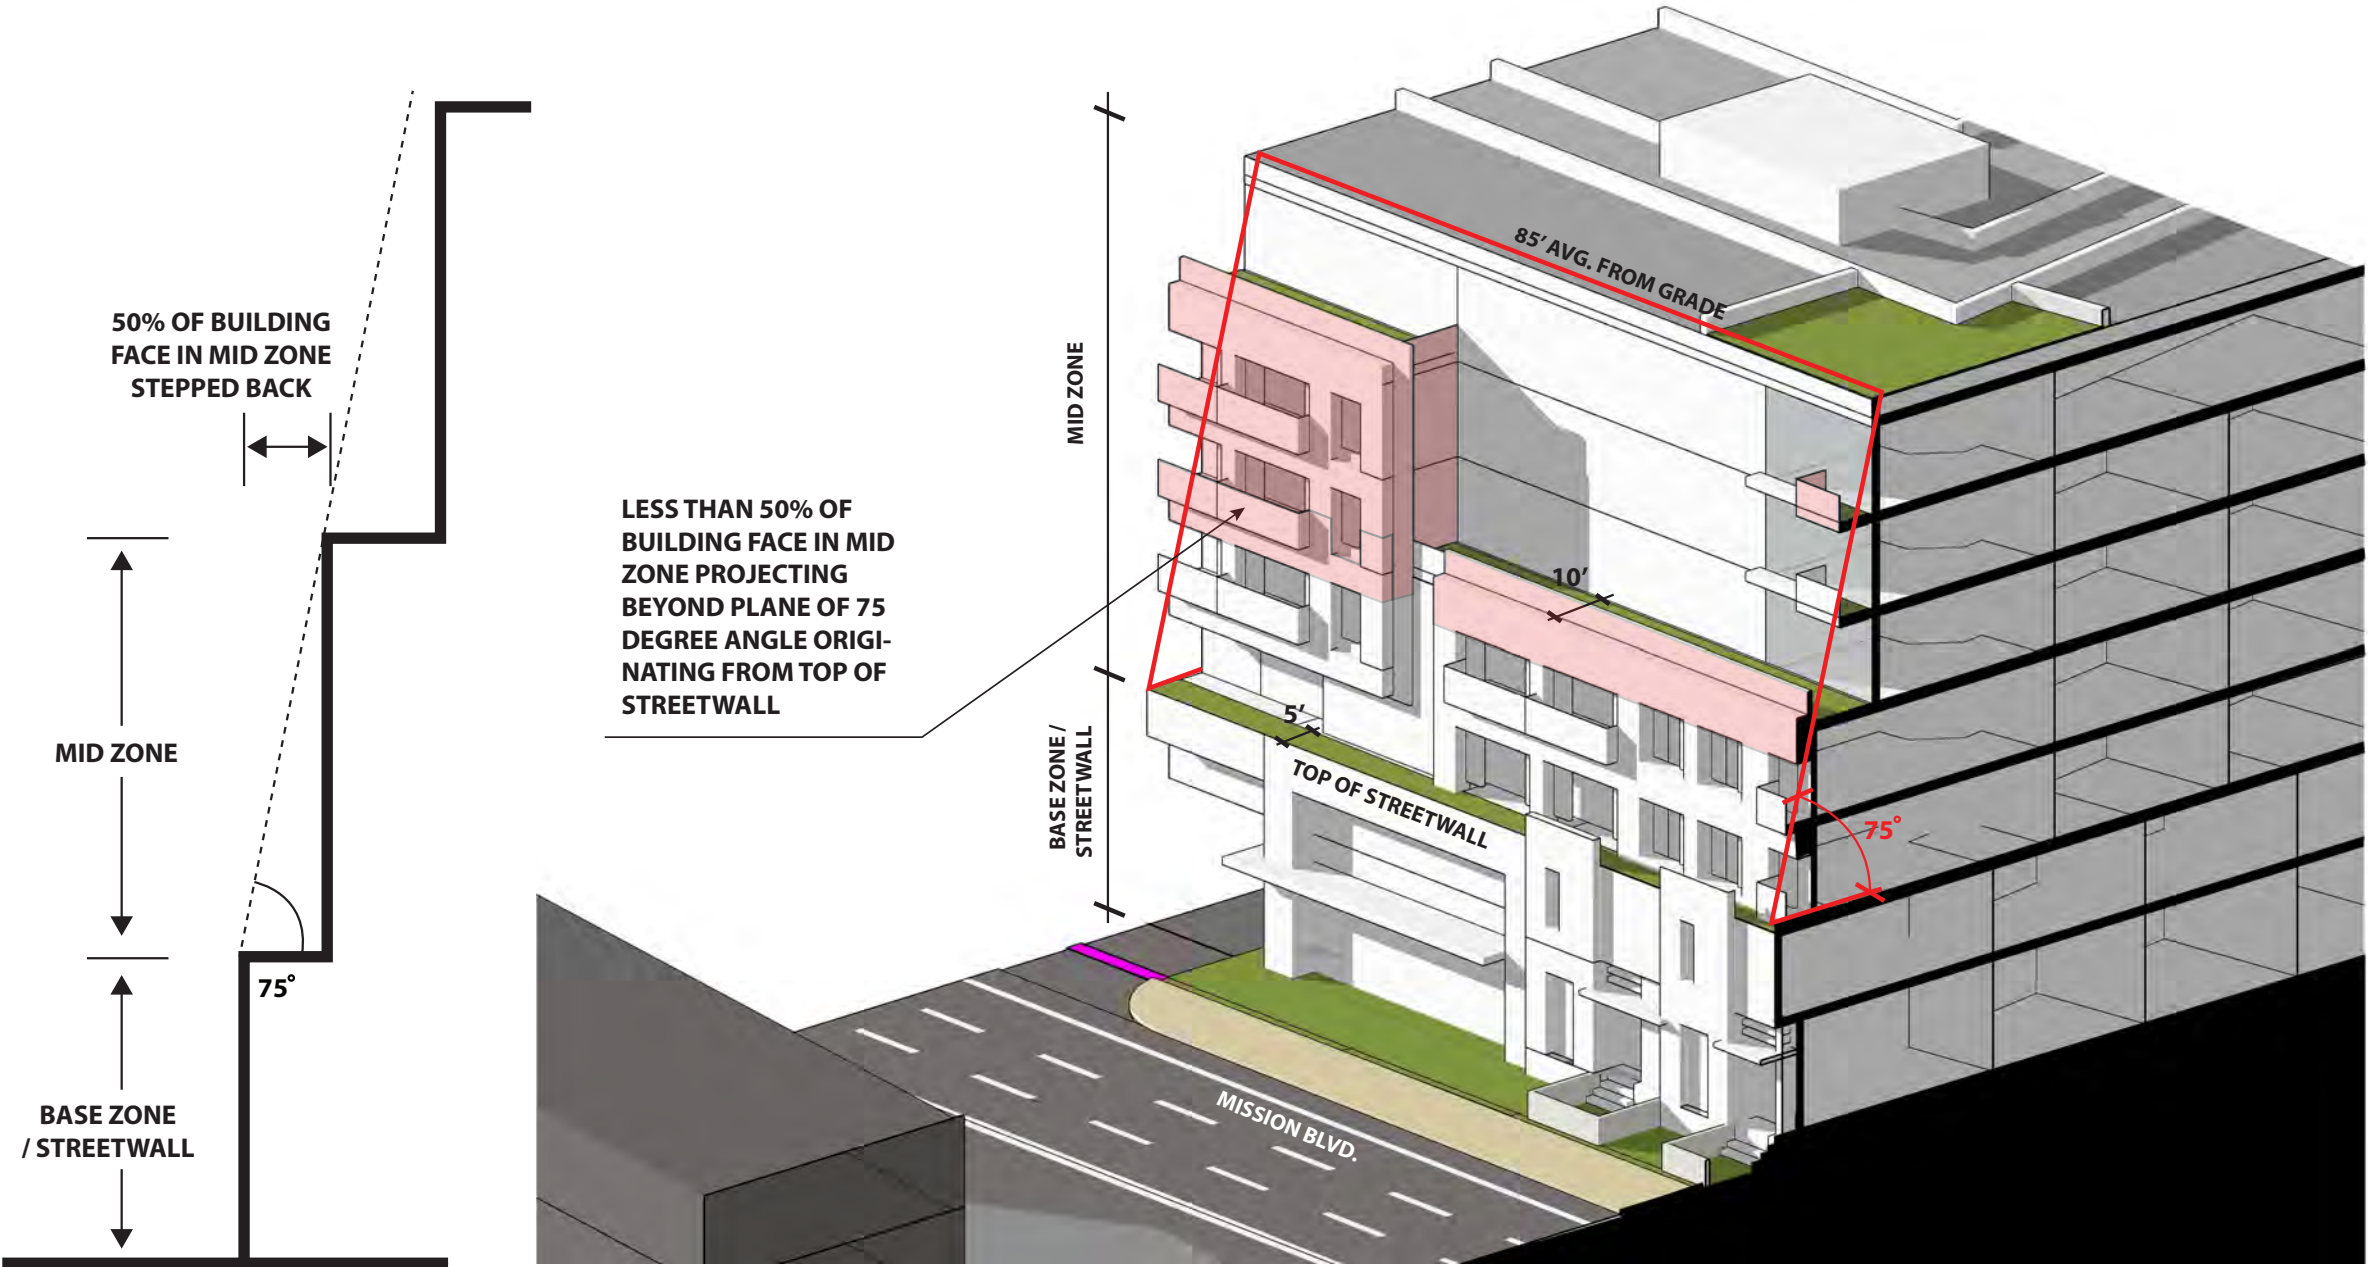 50% OF BUILDING
FACE IN MID ZONE
STEPPED BACK
MID ZONE
75°
BASE ZONE
/ STREETWALL
LESS THAN 50% OF
BUILDING FACE IN MID
ZONE PROJECTING
BEYOND PLANE OF 75
DEGREE ANGLE ORIGI-
NATING FROM TOP OF
STREETWALL
MID ZONE
BASE ZONE /
STREETWALL
85’ AVG. FROM GRADE
10’
5’
TOP OF STREETWALL
75°
MISSION BLVD.